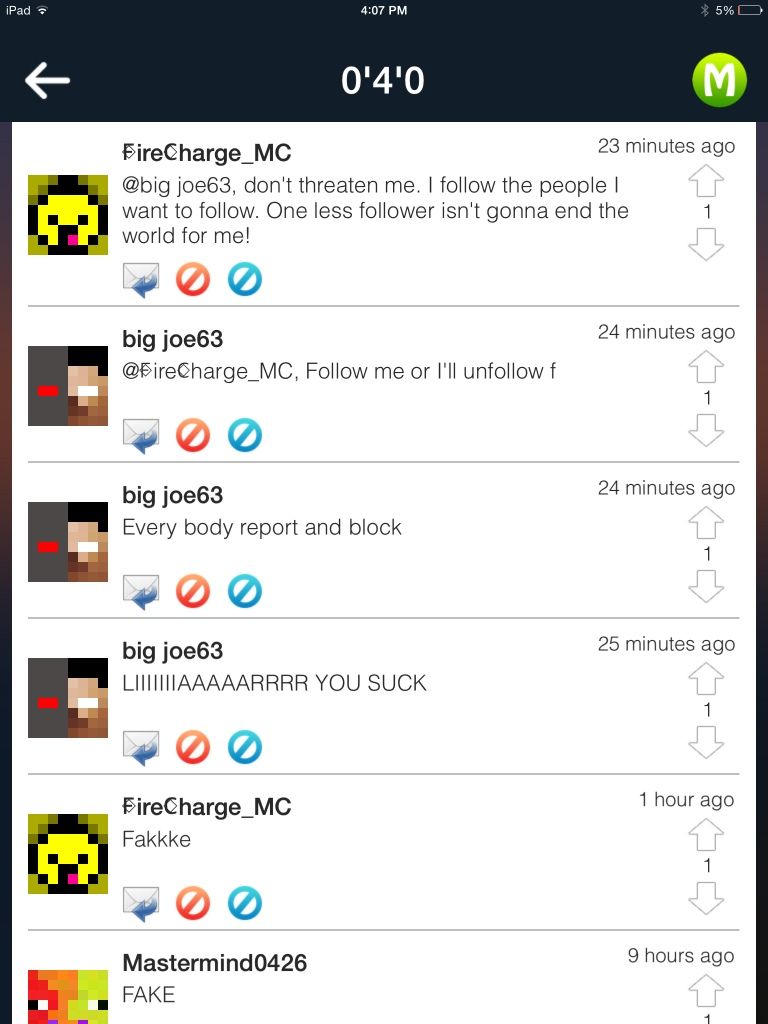 iPad 4:07 PM 5%
0'4'0
M
FireCharge_MC 23 minutes ago
@big joe63, don't threaten me. I follow the people I
want to follow. One less follower isn't gonna end the
world for me!
1
big joe63 24 minutes ago
@FireCharge_MC, Follow me or I'll unfollow f
1
big joe63 24 minutes ago
Every body report and block
1
big joe63 25 minutes ago
LIIIIIIIAAAAARRRR YOU SUCK
1
FireCharge_MC 1 hour ago
Fakkke
1
Mastermind0426 9 hours ago
FAKE
1